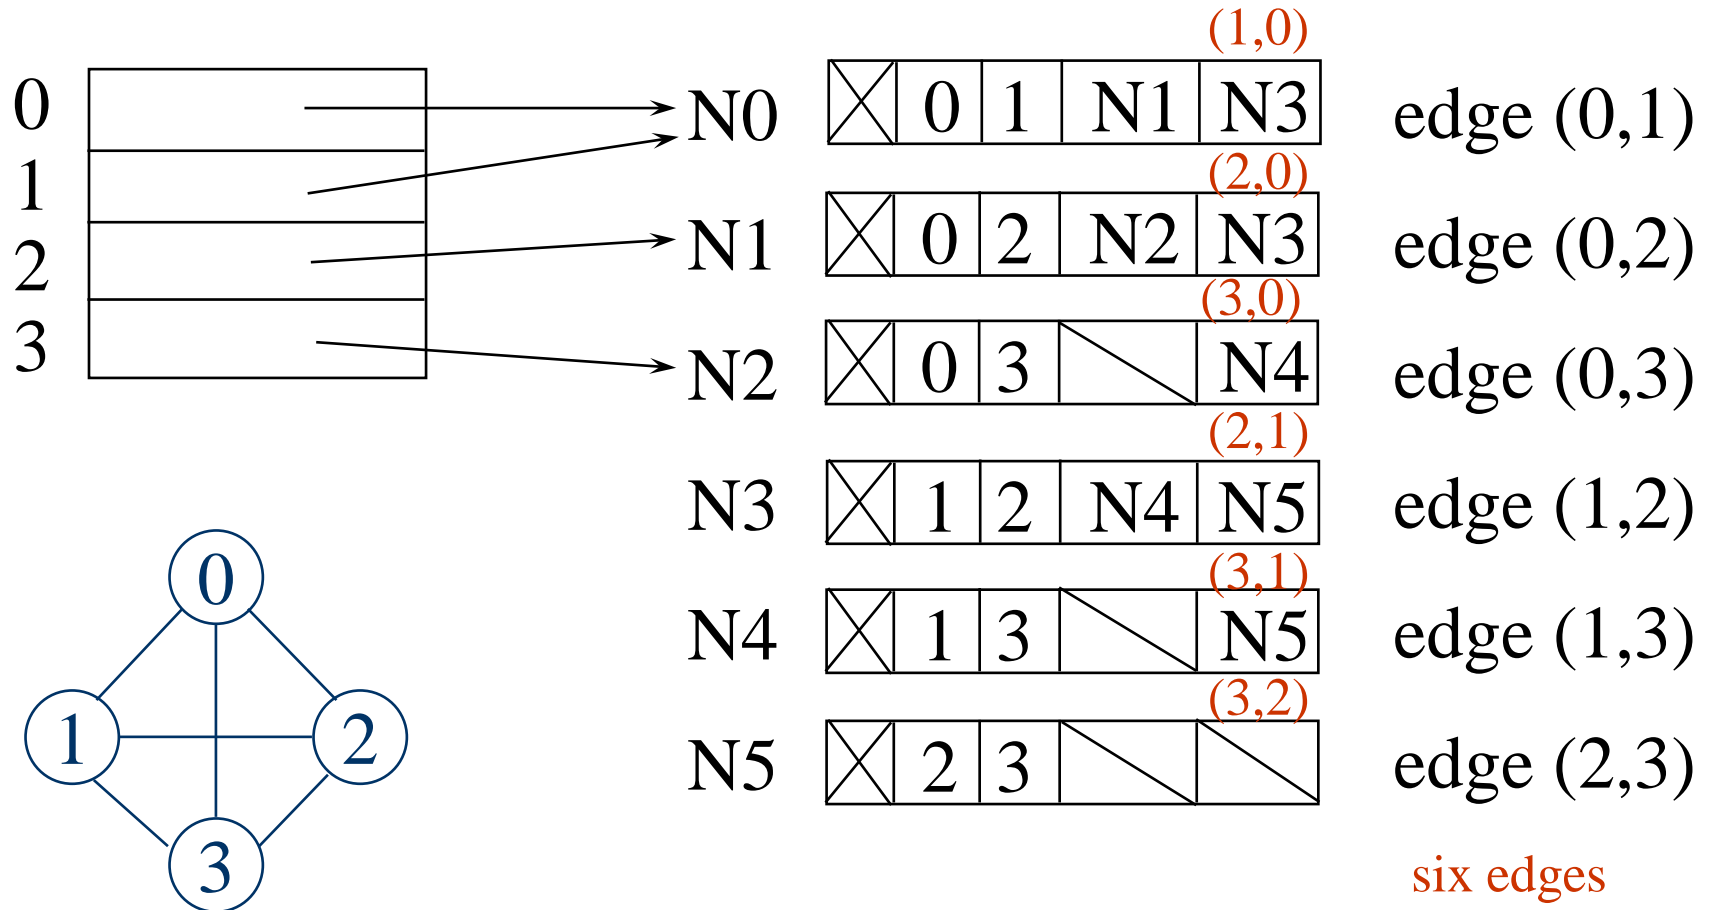 0
1
2
3
(1,0)
N0 0 1 N1 N3 edge (0,1)
(2,0)
N1 0 2 N2 N3 edge (0,2)
(3,0)
N2 0 3 N4 edge (0,3)
(2,1)
N3 1 2 N4 N5 edge (1,2)
(3,1)
N4 1 3 N5 edge (1,3)
(3,2)
N5 2 3 edge (2,3)
six edges
0
1 2
3